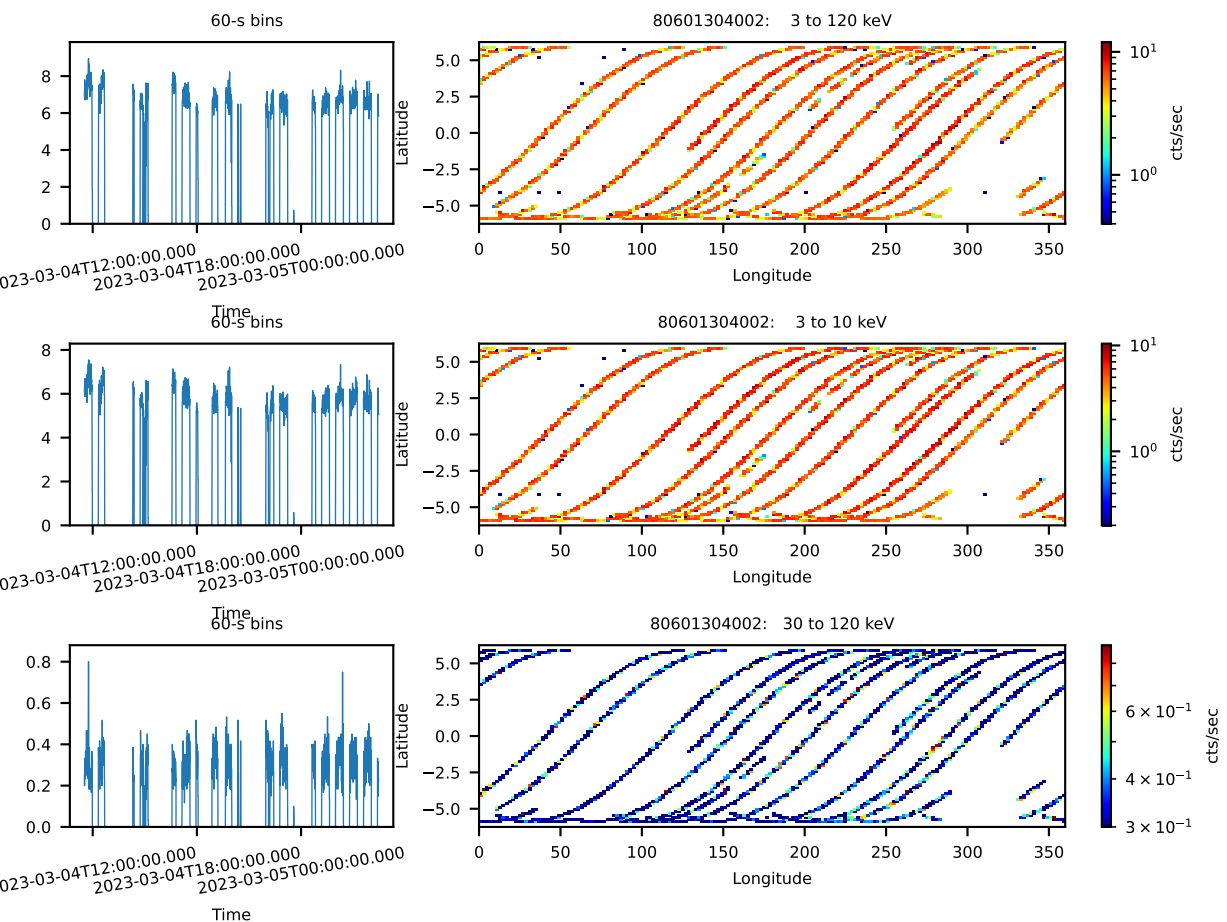 60-s bins
80601304002: 3 to 120 keV
8
6
4
2
0
023-03-04T12:00:00.000
2023-03-04T18:00:00.000
2023-03-05T00:00:00.000
Time
Latitude
5.0
2.5
0.0
−2.5
−5.0
0 50 100 150 200 250 300 350
Longitude
10¹
10⁰
cts/sec
60-s bins
80601304002: 3 to 10 keV
8
6
4
2
0
023-03-04T12:00:00.000
2023-03-04T18:00:00.000
2023-03-05T00:00:00.000
Time
Latitude
5.0
2.5
0.0
−2.5
−5.0
0 50 100 150 200 250 300 350
Longitude
10¹
10⁰
cts/sec
60-s bins
80601304002: 30 to 120 keV
0.8
0.6
0.4
0.2
0.0
023-03-04T12:00:00.000
2023-03-04T18:00:00.000
2023-03-05T00:00:00.000
Time
Latitude
5.0
2.5
0.0
−2.5
−5.0
0 50 100 150 200 250 300 350
Longitude
6 × 10⁻¹
4 × 10⁻¹
3 × 10⁻¹
cts/sec